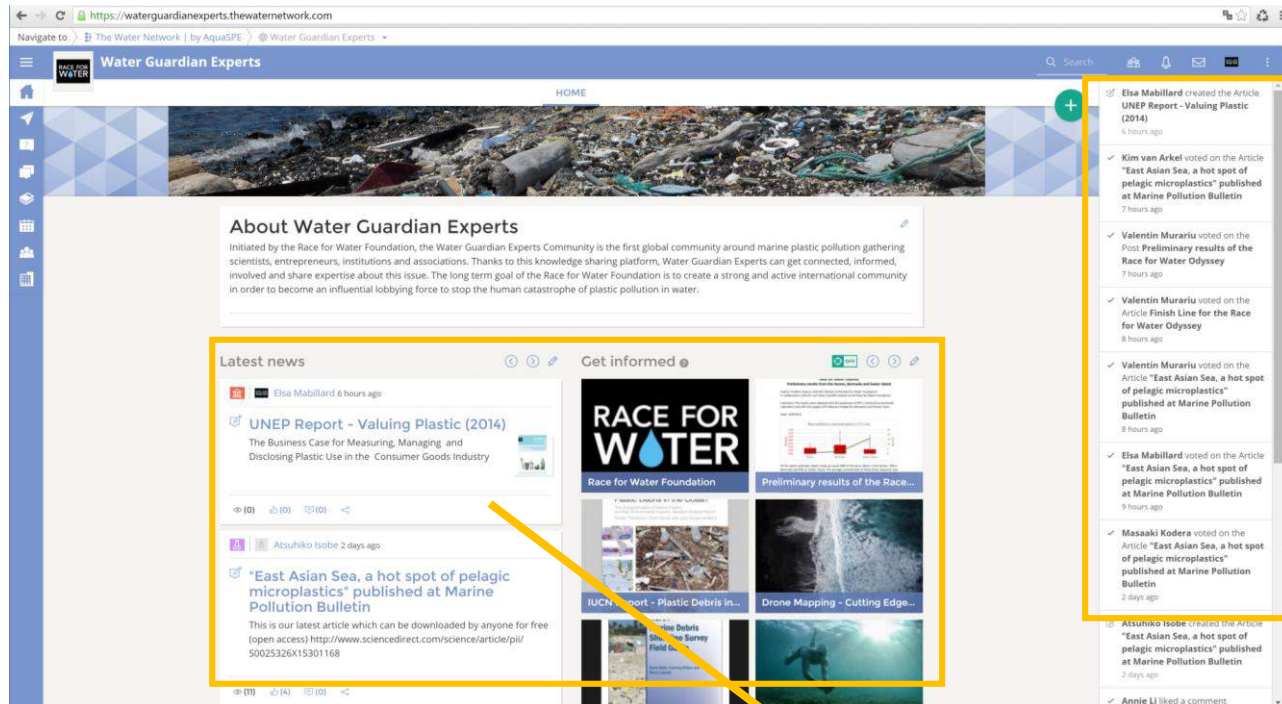 https://waterguardianexperts.thewaternetwork.com
Navigate to
The Water Network | by AquaSPE
Water Guardian Experts
RACE FOR
WATER
Water Guardian Experts
Search
HOME
About Water Guardian Experts
Initiated by the Race for Water Foundation, the Water Guardian Experts Community is the first global community around marine plastic pollution gathering
scientists, entrepreneurs, institutions and associations. Thanks to this knowledge sharing platform, Water Guardian Experts can get connected, informed,
involved and share expertise about this issue. The long term goal of the Race for Water Foundation is to create a strong and active international community
in order to become an influential lobbying force to stop the human catastrophe of plastic pollution in water.
Latest news
Elsa Mabillard 6 hours ago
UNEP Report - Valuing Plastic (2014)
The Business Case for Measuring, Managing and
Disclosing Plastic Use in the Consumer Goods Industry
(0) (0) (0)
Atsuhiko Isobe 2 days ago
"East Asian Sea, a hot spot of pelagic
microplastics" published at Marine
Pollution Bulletin
This is our latest article which can be downloaded by anyone for free
(open access) http://www.sciencedirect.com/science/article/pii/
S0025326X15301168
(11) (4) (0)
Get informed
OFF
RACE FOR
WATER
Race for Water Foundation
Preliminary results of the Race...
Plastic Debris in the Ocean
IUCN Report - Plastic Debris in...
Drone Mapping - Cutting Edge...
Marine Debris
Shoreline Survey
Field Guide
Elsa Mabillard created the Article
UNEP Report - Valuing Plastic
(2014)
6 hours ago
Kim van Arkel voted on the Article
"East Asian Sea, a hot spot of
pelagic microplastics" published
at Marine Pollution Bulletin
7 hours ago
Valentin Murariu voted on the
Post Preliminary results of the
Race for Water Odyssey
7 hours ago
Valentin Murariu voted on the
Article Finish Line for the Race
for Water Odyssey
8 hours ago
Valentin Murariu voted on the
Article "East Asian Sea, a hot spot
of pelagic microplastics"
published at Marine Pollution
Bulletin
8 hours ago
Elsa Mabillard voted on the Article
"East Asian Sea, a hot spot of
pelagic microplastics" published
at Marine Pollution Bulletin
9 hours ago
Masaaki Kodera voted on the
Article "East Asian Sea, a hot spot
of pelagic microplastics"
published at Marine Pollution
Bulletin
2 days ago
Atsuhiko Isobe created the Article
"East Asian Sea, a hot spot of
pelagic microplastics" published
at Marine Pollution Bulletin
2 days ago
Annie Li liked a comment